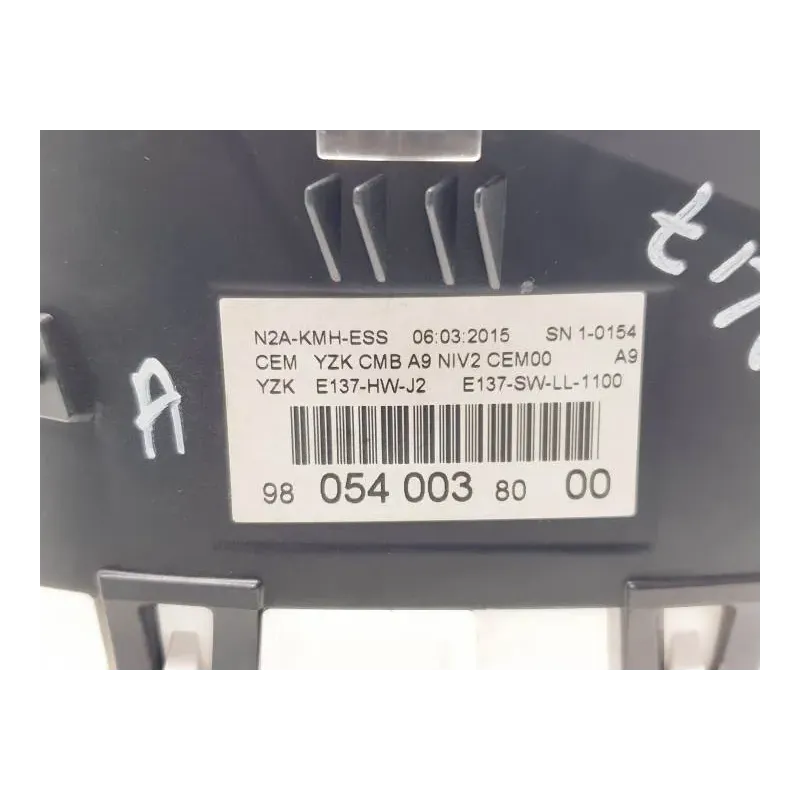 N2A-KMH-ESS 06:03:2015 SN 1-0154
CEM YZK CMB A9 NIV2 CEM00 A9
YZK E137-HW-J2 E137-SW-LL-1100
98 054 003 80 00
A